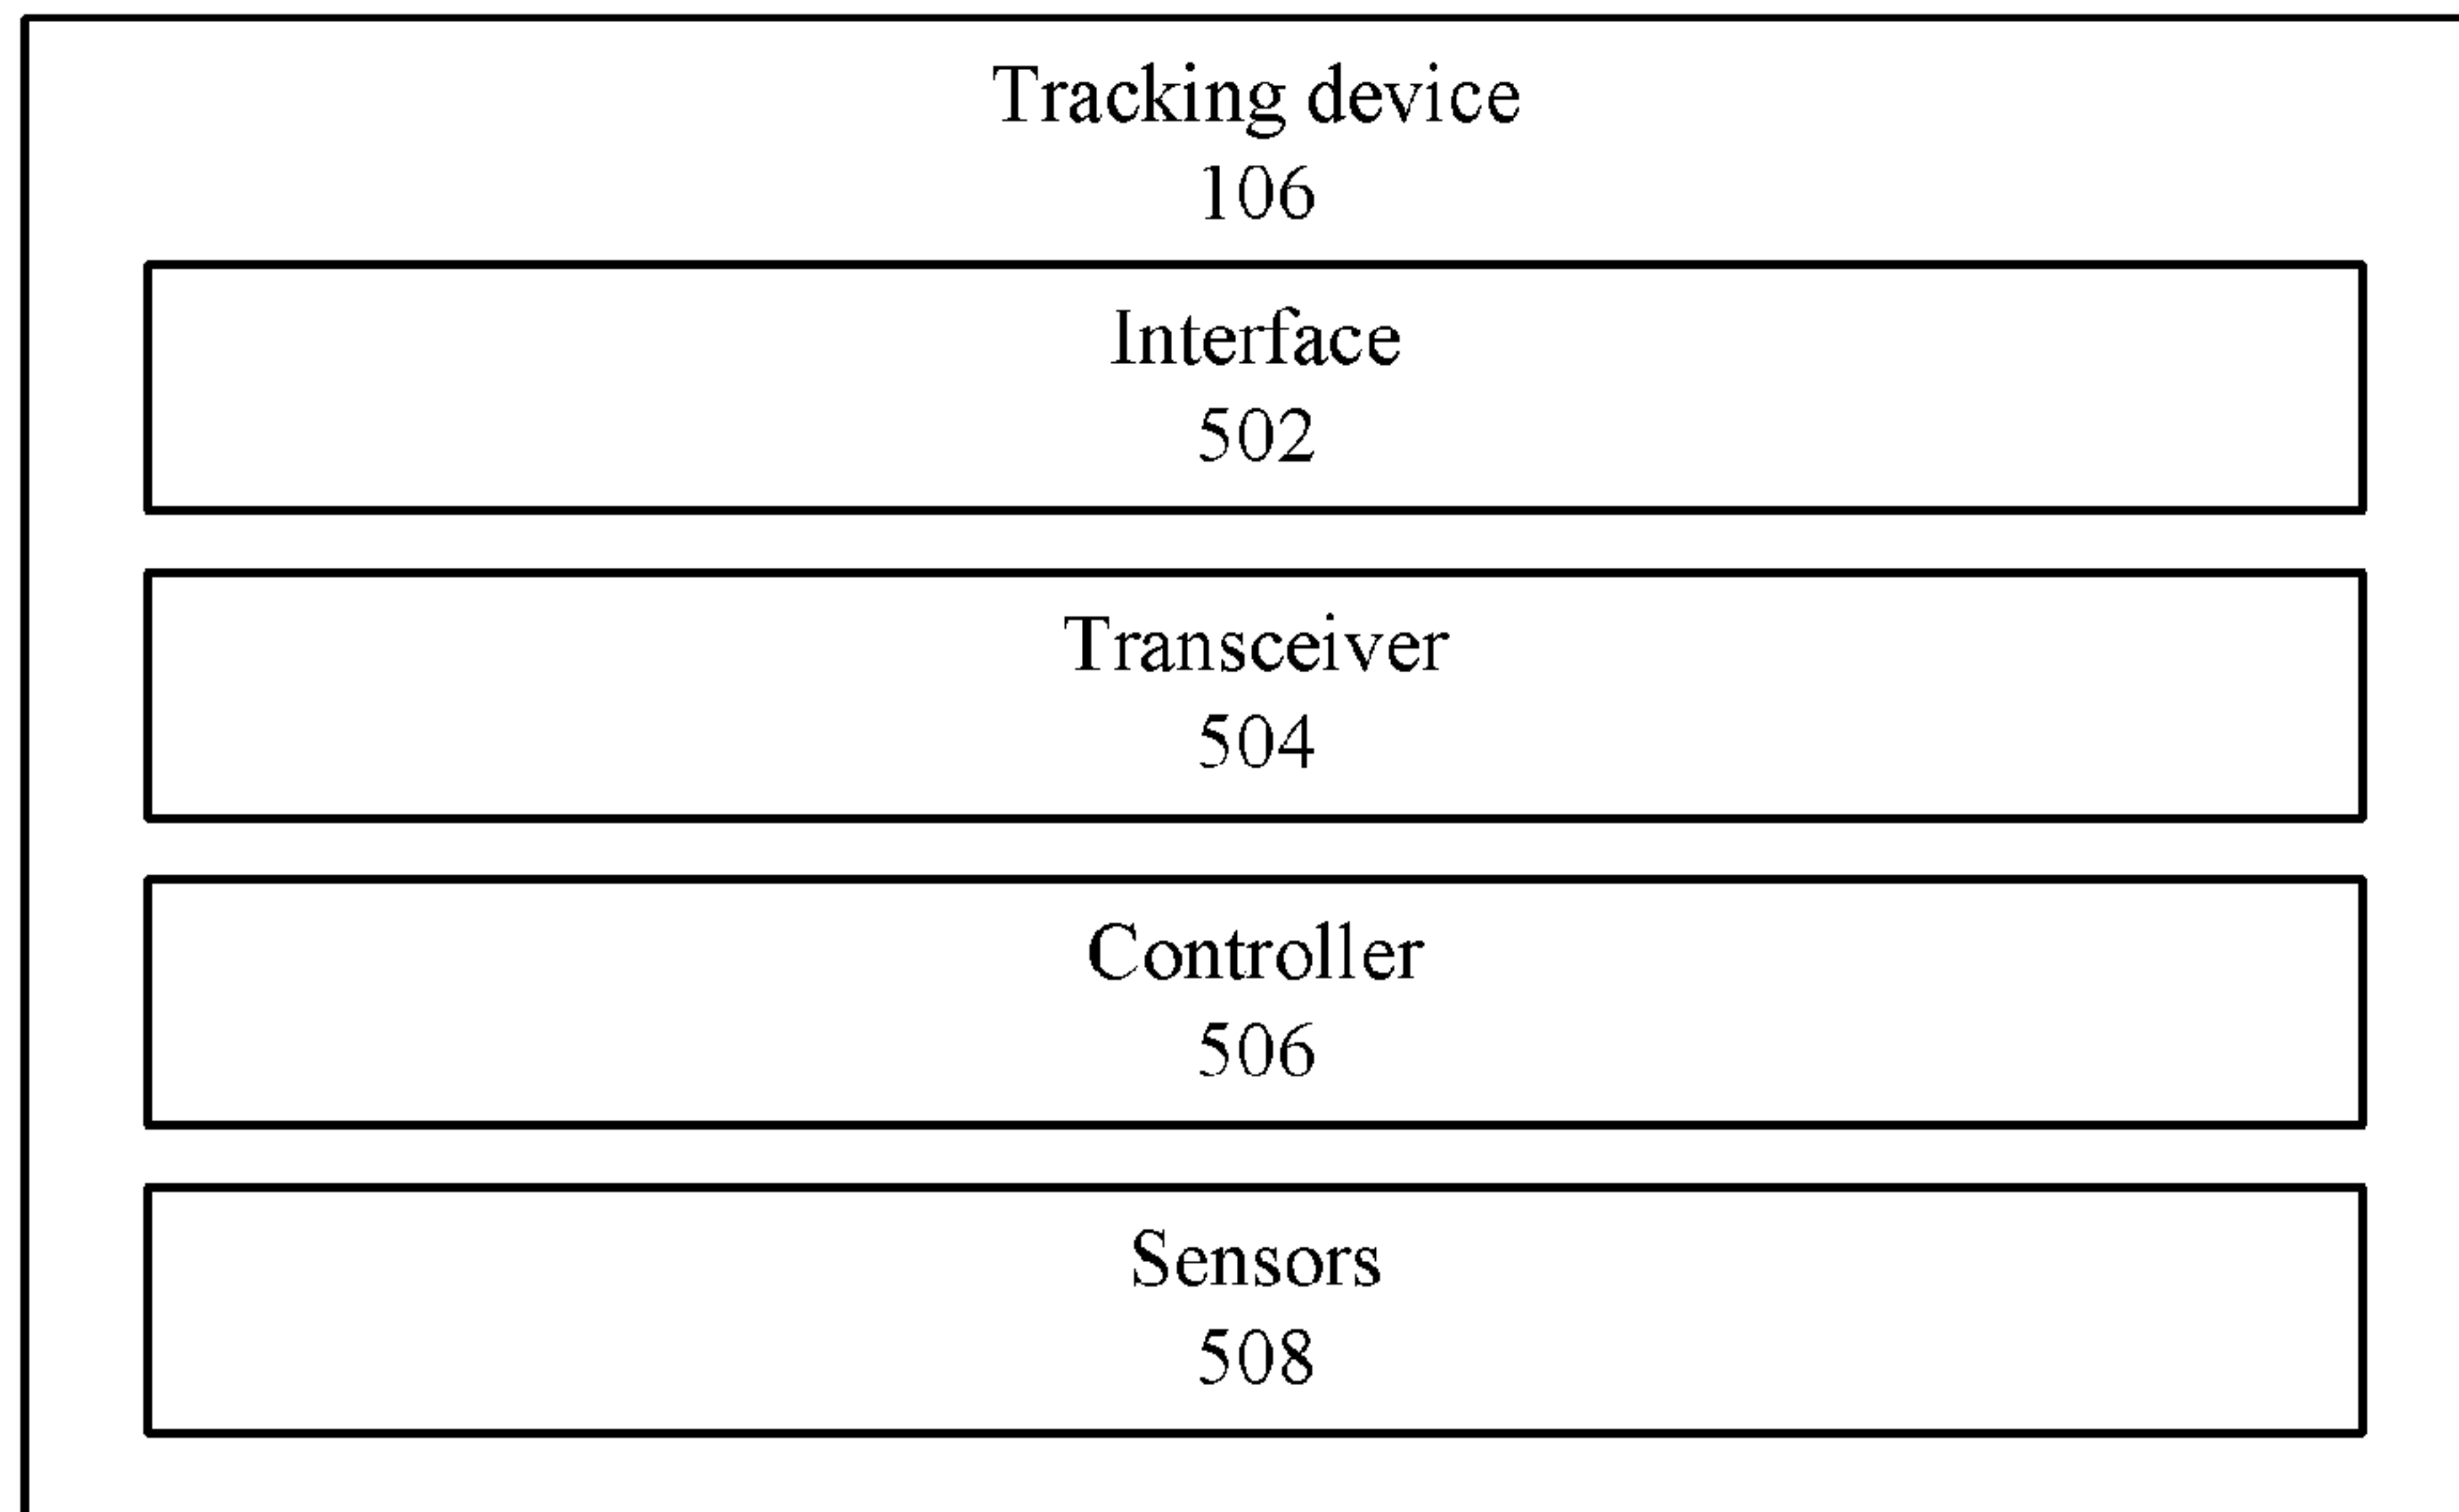 Tracking device
106
Interface
502
Transceiver
504
Controller
506
Sensors
508